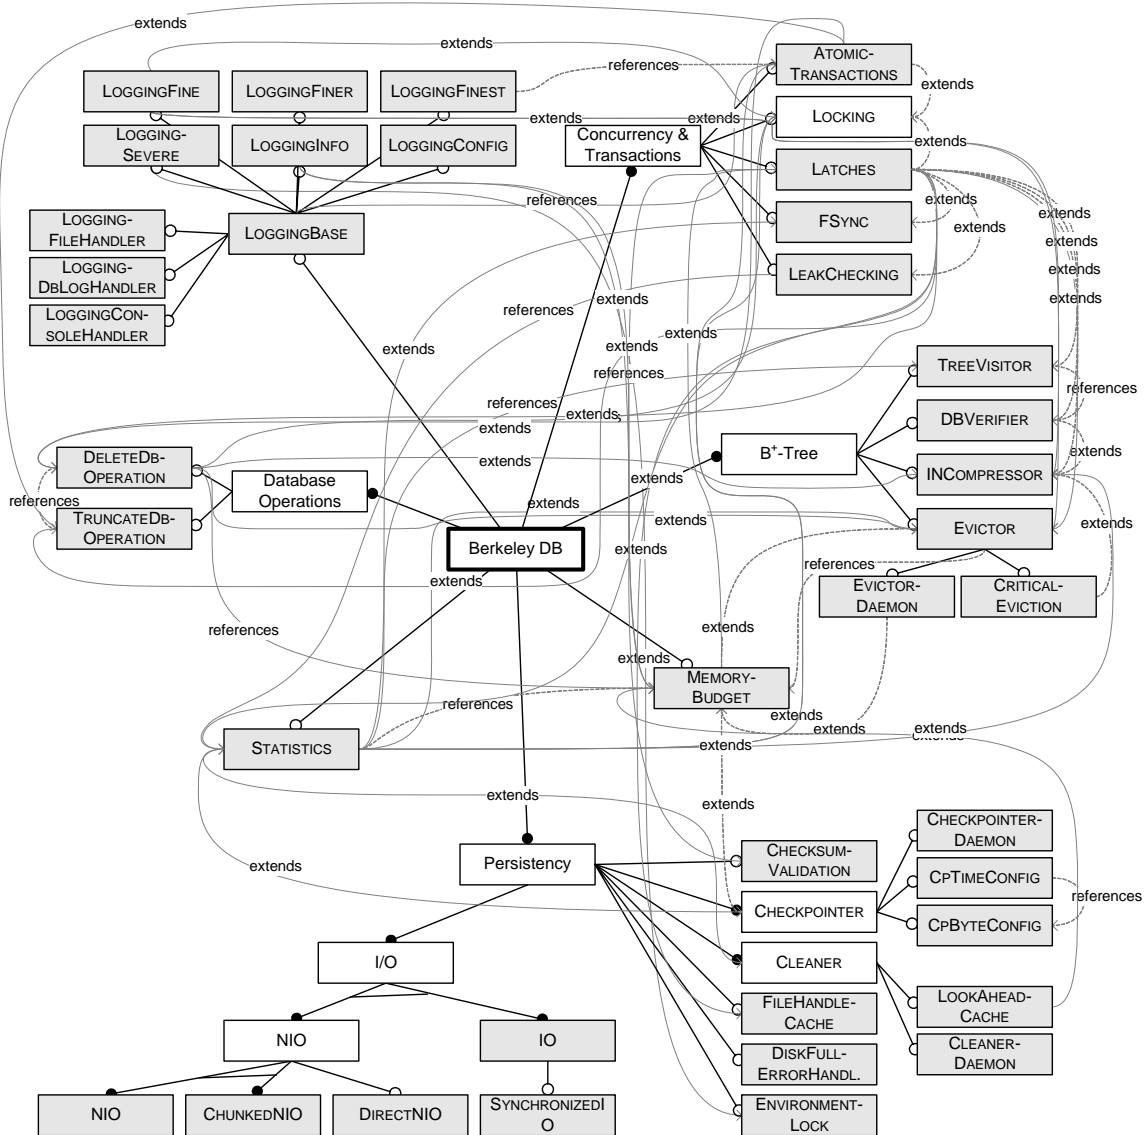 extends
extends
ATOMIC-
TRANSACTIONS
references
extends
LOGGINGFINE
LOGGINGFINER
LOGGINGFINEST
LOCKING
extends
extends
LOGGING-
SEVERE
LOGGINGINFO
LOGGINGCONFIG
Concurrency &
Transactions
extends
LATCHES
references
extends
extends
LOGGING-
FILEHANDLER
LOGGINGBASE
FSYNC
extends
extends
LOGGING-
DBLOGHANDLER
LEAKCHECKING
extends
extends
extends
LOGGINGCON-
SOLEHANDLER
references
extends
extends
extends
extends
references
TREEVISITOR
references
references
extends
extends
DBVERIFIER
B+-Tree
extends
DELETEDB-
OPERATION
extends
INCOMPRESSOR
Database
Operations
extends
references
extends
TRUNCATEDB-
OPERATION
extends
EVICTOR
extends
Berkeley DB
extends
extends
references
EVICTOR-
DAEMON
CRITICAL-
EVICTION
references
extends
extends
MEMORY-
BUDGET
references
extends
extends
extends
extends
STATISTICS
extends
extends
extends
CHECKPOINTER-
DAEMON
Persistency
CHECKSUM-
VALIDATION
extends
CPTIMECONFIG
references
CHECKPOINTER
CPBYTECONFIG
I/O
CLEANER
FILEHANDLE-
CACHE
LOOKAHEAD-
CACHE
NIO
IO
CLEANER-
DAEMON
DISKFULL-
ERRORHANDL.
NIO
CHUNKEDNIO
DIRECTNIO
SYNCHRONIZEDI
O
ENVIRONMENT-
LOCK